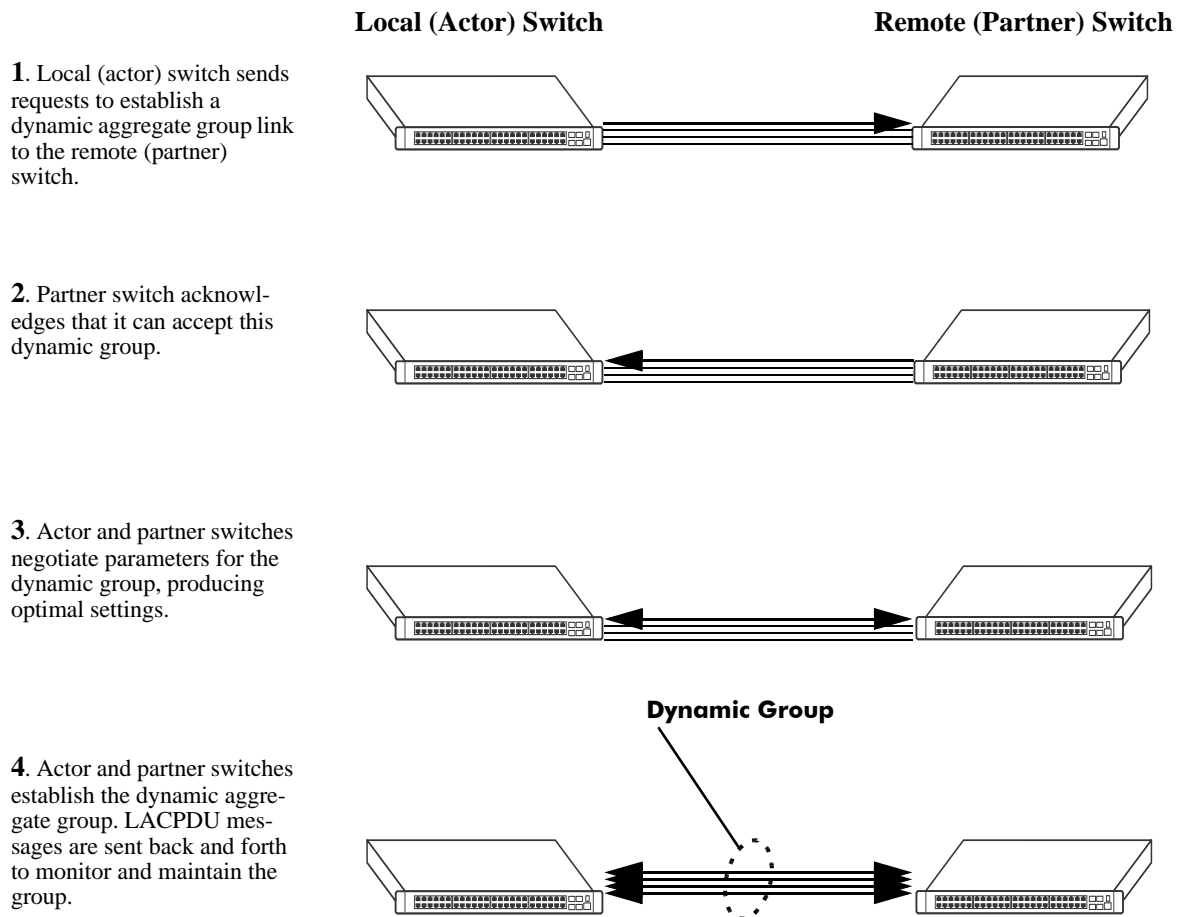 Local (Actor) Switch
Remote (Partner) Switch
1. Local (actor) switch sends
requests to establish a
dynamic aggregate group link
to the remote (partner)
switch.
2. Partner switch acknowl-
edges that it can accept this
dynamic group.
3. Actor and partner switches
negotiate parameters for the
dynamic group, producing
optimal settings.
Dynamic Group
4. Actor and partner switches
establish the dynamic aggre-
gate group. LACPDU mes-
sages are sent back and forth
to monitor and maintain the
group.